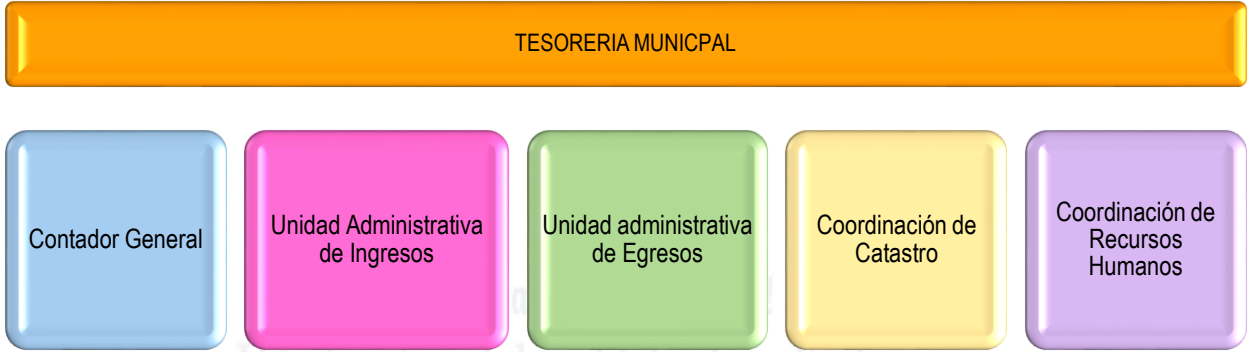 TESORERIA MUNICPAL
Contador General
Unidad Administrativa
de Ingresos
Unidad administrativa
de Egresos
Coordinación de
Catastro
Coordinación de
Recursos
Humanos